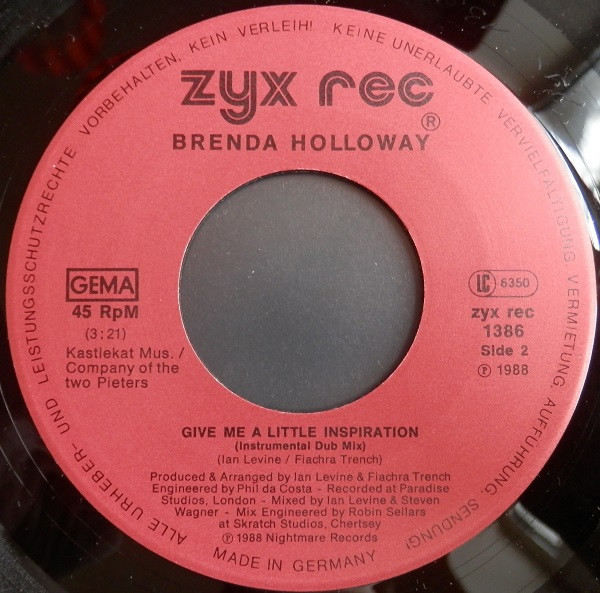 ALLE URHEBER- UND LEISTUNGSSCHUTZRECHTE VORBEHALTEN, KEIN VERLEIH! KEINE UNERLAUBTE VERVIELFÄLTIGUNG, VERMIETUNG, AUFFÜHRUNG, SENDUNG!
zyx rec ®
BRENDA HOLLOWAY
GEMA
45 RpM
(3:21)
Kastiekat Mus. /
Company of the
two Pieters
LC 6350
zyx rec
1386
Side 2
℗ 1988
GIVE ME A LITTLE INSPIRATION
(Instrumental Dub Mix)
(Ian Levine / Fiachra Trench)
Produced & Arranged by Ian Levine & Fiachra Trench
Engineered by Phil da Costa - Recorded at Paradise
Studios, London - Mixed by Ian Levine & Steven
Wagner - Mix Engineered by Robin Sellars
at Skratch Studios, Chertsey
℗ 1988 Nightmare Records
MADE IN GERMANY